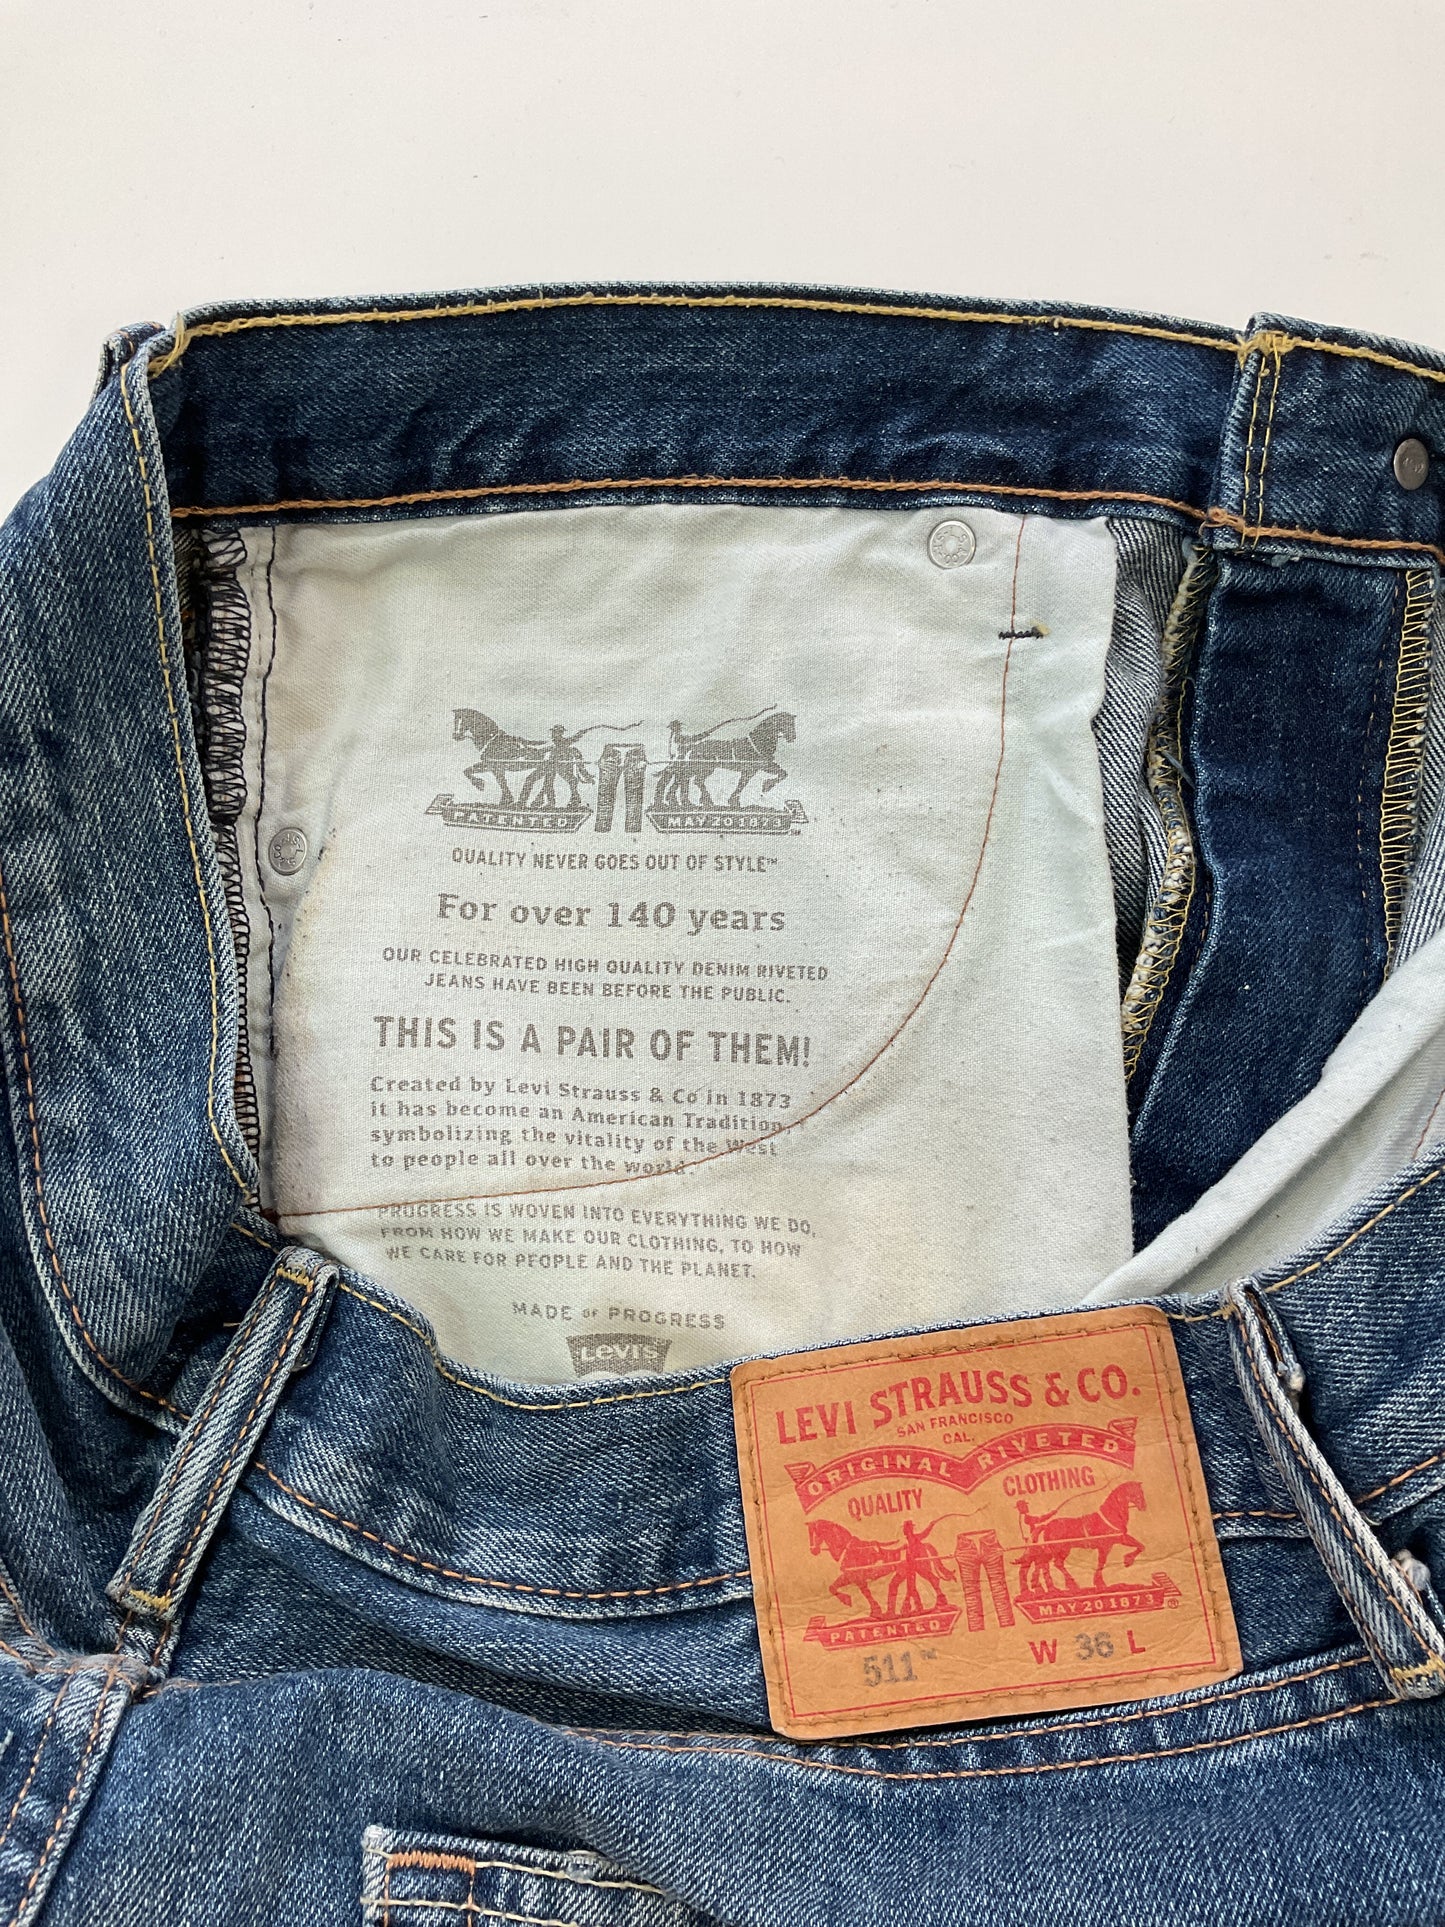 PATENTED MAY 20 1873
QUALITY NEVER GOES OUT OF STYLE™
For over 140 years
OUR CELEBRATED HIGH QUALITY DENIM RIVETED
JEANS HAVE BEEN BEFORE THE PUBLIC.
THIS IS A PAIR OF THEM!
Created by Levi Strauss & Co in 1873
it has become an American Tradition,
symbolizing the vitality of the West
to people all over the world.
PROGRESS IS WOVEN INTO EVERYTHING WE DO,
FROM HOW WE MAKE OUR CLOTHING, TO HOW
WE CARE FOR PEOPLE AND THE PLANET.
MADE OF PROGRESS
LEVI'S
LEVI STRAUSS & CO.
SAN FRANCISCO
CAL.
ORIGINAL RIVETED
QUALITY CLOTHING
PATENTED MAY 20 1873 ®
511™ W 36 L